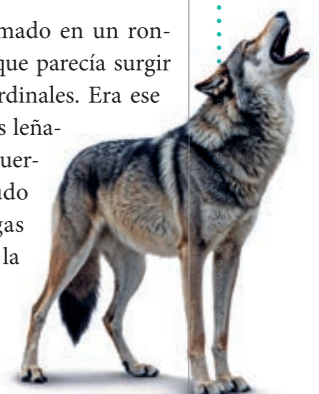 mado en un ron-
que parecía surgir
rdinales. Era ese
s leña-
uer-
udo
gas
la